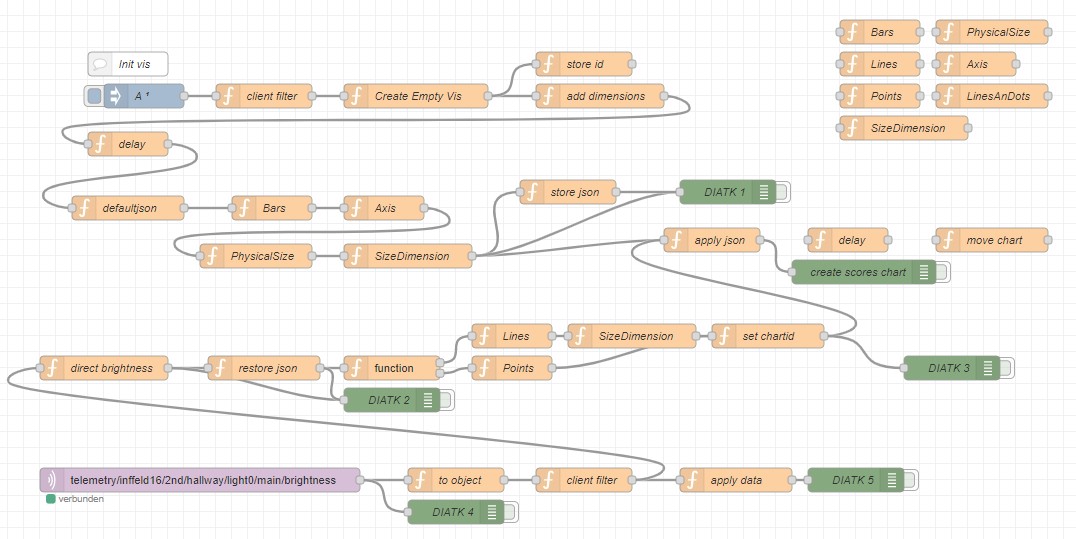 Bars
PhysicalSize
Init vis
store id
Lines
Axis
A ¹
client filter
Create Empty Vis
add dimensions
Points
LinesAnDots
SizeDimension
delay
store json
DIATK 1
defaultjson
Bars
Axis
apply json
delay
move chart
PhysicalSize
SizeDimension
create scores chart
Lines
SizeDimension
set chartid
direct brightness
restore json
function
Points
DIATK 3
DIATK 2
telemetry/inffeld16/2nd/hallway/light0/main/brightness
to object
client filter
apply data
DIATK 5
verbunden
DIATK 4